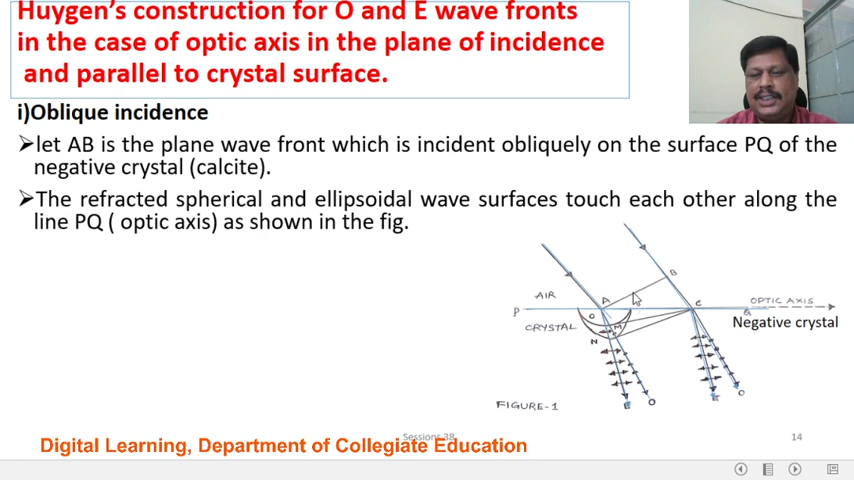 Huygen’s construction for O and E wave fronts
in the case of optic axis in the plane of incidence
and parallel to crystal surface.
i)Oblique incidence
➢let AB is the plane wave front which is incident obliquely on the surface PQ of the
negative crystal (calcite).
➢The refracted spherical and ellipsoidal wave surfaces touch each other along the
line PQ ( optic axis) as shown in the fig.
B
AIR
A
C
OPTIC AXIS
P
O
Q
Negative crystal
CRYSTAL
M
N
E
O
E
O
FIGURE-1
Sessions 38
14
Digital Learning, Department of Collegiate Education